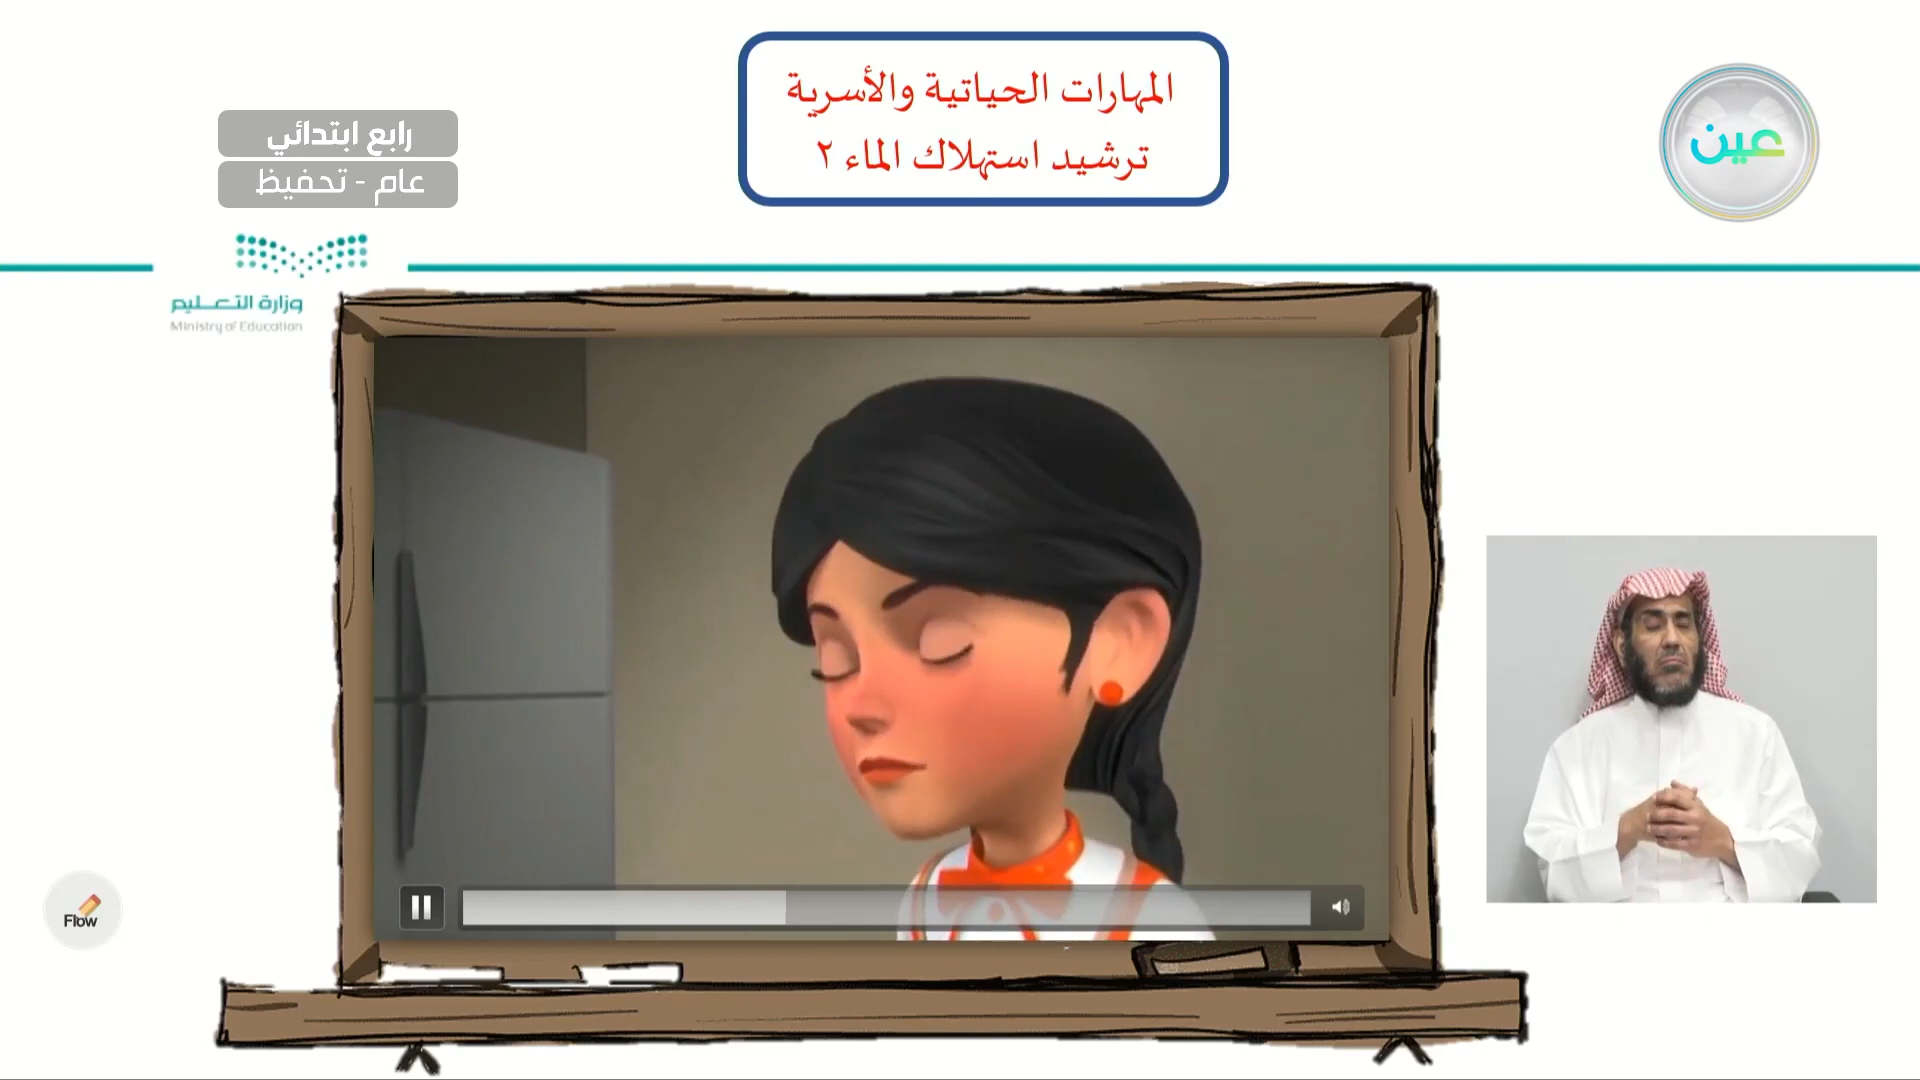 المهارات الحياتية والأسرية
ترشيد استهلاك الماء ٢
عين
رابع ابتدائي
عام - تحفيظ
وزارة التعليم
Ministry of Education
Flow